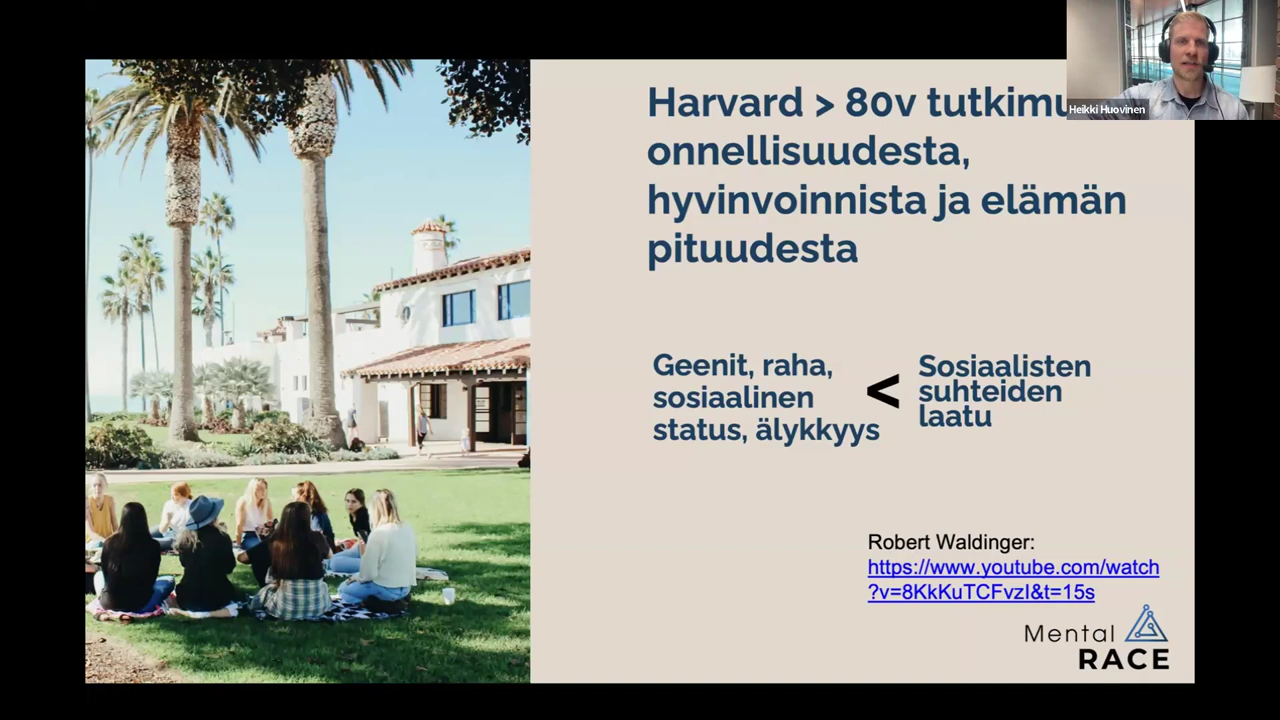 Harvard > 80v
onnellisuudesta,
hyvinvoinnista ja elämän
pituudesta
Geenit, raha,
sosiaalinen
status, älykkyys
<
Sosiaalisten
suhteiden
laatu
Robert Waldinger:
https://www.youtube.com/watch
?v=8KkKuTCFvzI&t=15s
Mental
RACE
Heikki Huovinen